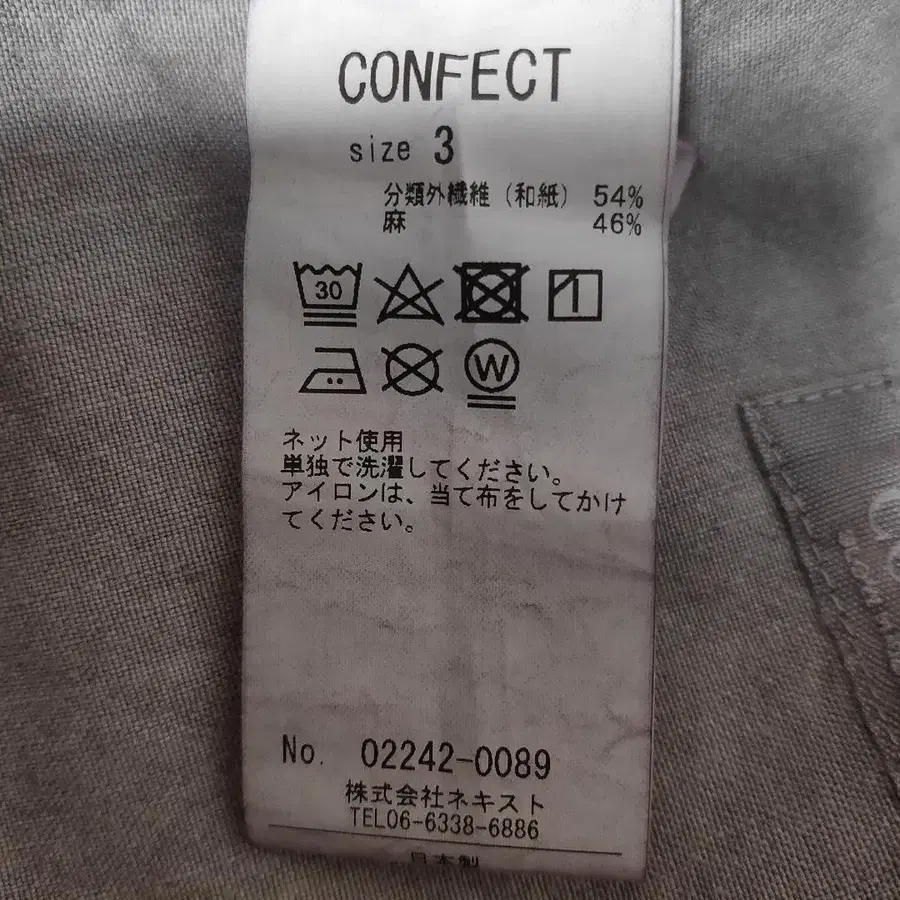 CONFECT
size 3
分類外繊維（和紙） 54%
麻 46%
30
W
ネット使用
単独で洗濯してください。
アイロンは、当て布をしてかけ
てください。
No. 02242-0089
株式会社ネキスト
TEL06-6338-6886
日本製